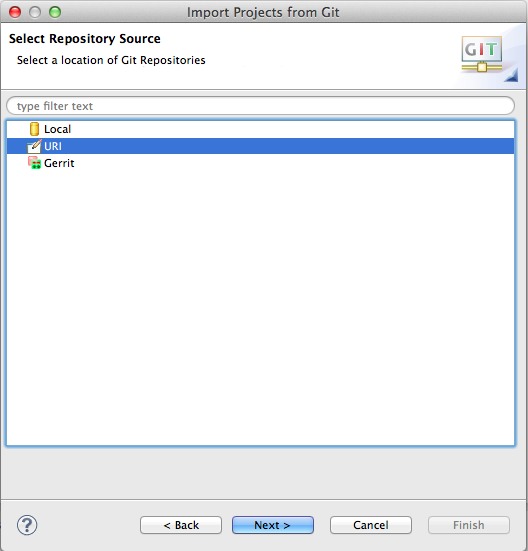 Import Projects from Git
Select Repository Source
Select a location of Git Repositories
GIT
type filter text
Local
URI
Gerrit
?
< Back
Next >
Cancel
Finish